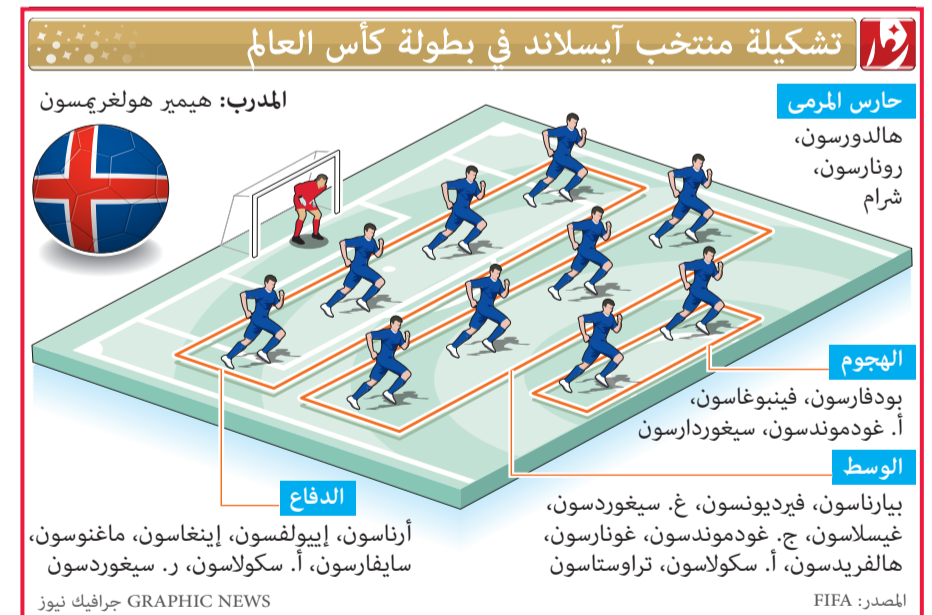 تشكيلة منتخب آيسلاند في بطولة كأس العالم
المدرب: هيمير هولغريمسون
حارس المرمى
هالدورسون،
رونارسون،
شرام
الهجوم
بودفارسون، فينبوغاسون،
أ. غودموندسون، سيغوردارسون
الوسط
بيارناسون، فيرديونسون، غ. سيغوردسون،
غيسلاسون، ج. غودموندسون، غونارسون،
هالفريدسون، أ. سكولاسون، تراوستاسون
الدفاع
أرناسون، إييولفسون، إينغاسون، ماغنوسون،
سايفارسون، أ. سكولاسون، ر. سيغوردسون
المصدر: FIFA
GRAPHIC NEWS جرافيك نيوز